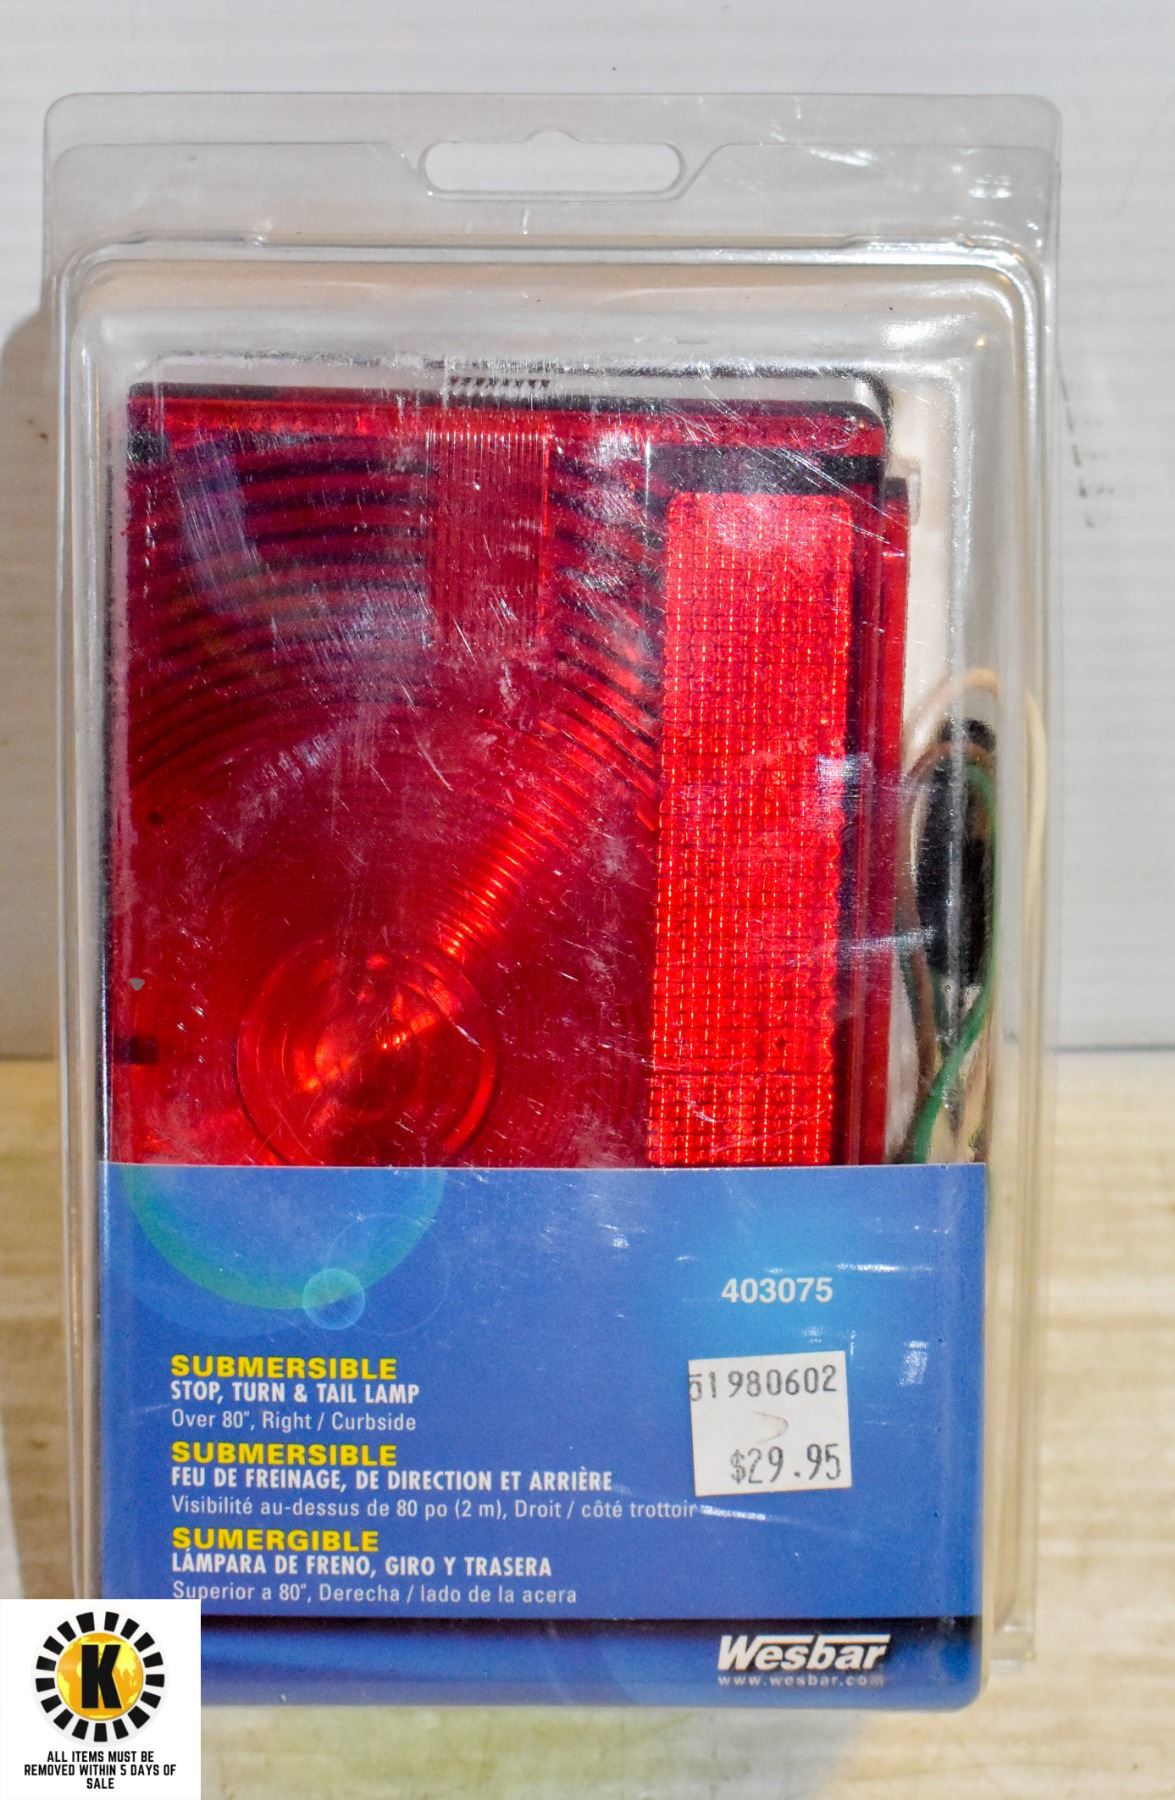 403075
SUBMERSIBLE
STOP, TURN & TAIL LAMP
Over 80", Right / Curbside
SUBMERSIBLE
FEU DE FREINAGE, DE DIRECTION ET ARRIÈRE
Visibilité au-dessus de 80 po (2 m), Droit / côté trottoir
SUMERGIBLE
LÁMPARA DE FRENO, GIRO Y TRASERA
Superior a 80", Derecha / lado de la acera
51980602
$29.95
Wesbar
www.wesbar.com
K
ALL ITEMS MUST BE
REMOVED WITHIN 5 DAYS OF
SALE